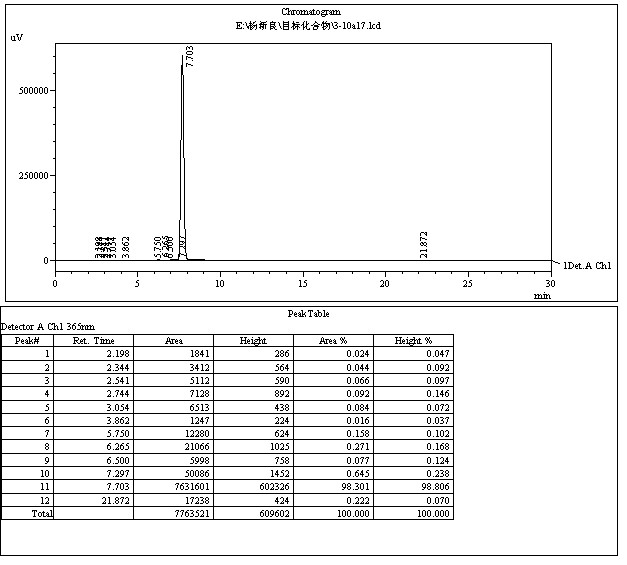 Chromatogram
E:\杨新良\目标化合物\3-10a17.lcd
uV
7.703
500000
250000
0
3.054
3.862
5.750
6.265
6.500
21.872
1Det.A Ch1
0 5 10 15 20 25 30
min
PeakTable
Detector A Ch1 365nm
Peak# Ret. Time Area Height Area % Height %
1 2.198 1841 286 0.024 0.047
2 2.344 3412 564 0.044 0.092
3 2.541 5112 590 0.066 0.097
4 2.744 7128 892 0.092 0.146
5 3.054 6513 438 0.084 0.072
6 3.862 1247 224 0.016 0.037
7 5.750 12280 624 0.158 0.102
8 6.265 21066 1025 0.271 0.168
9 6.500 5998 758 0.077 0.124
10 7.297 50086 1452 0.645 0.238
11 7.703 7631601 602326 98.301 98.806
12 21.872 17238 424 0.222 0.070
Total 7763521 609602 100.000 100.000